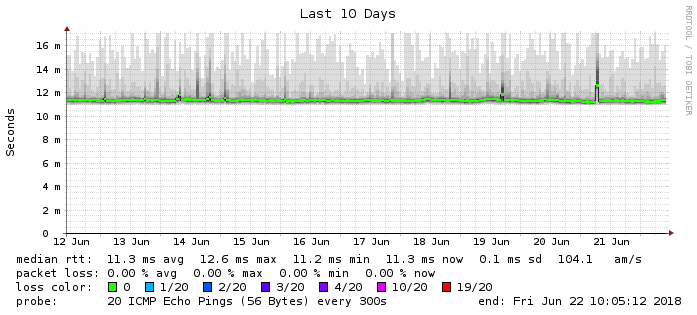 Last 10 Days
RRDTOOL / TOBI OETIKER
Seconds
16 m
14 m
12 m
10 m
8 m
6 m
4 m
2 m
0
12 Jun 13 Jun 14 Jun 15 Jun 16 Jun 17 Jun 18 Jun 19 Jun 20 Jun 21 Jun
median rtt: 11.3 ms avg 12.6 ms max 11.2 ms min 11.3 ms now 0.1 ms sd 104.1 am/s
packet loss: 0.00 % avg 0.00 % max 0.00 % min 0.00 % now
loss color: 0 1/20 2/20 3/20 4/20 10/20 19/20
probe: 20 ICMP Echo Pings (56 Bytes) every 300s end: Fri Jun 22 10:05:12 2018